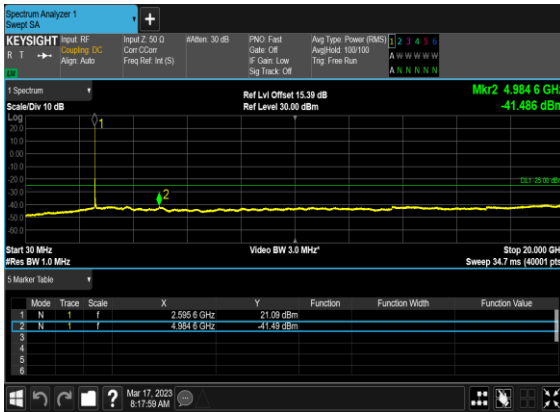 Spectrum Analyzer 1
Swept SA
KEYSIGHT
R T
Input: RF
Coupling: DC
Align: Auto
Input Z: 50 Ω
Corr CCorr
Freq Ref: Int (S)
#Atten: 30 dB
PNO: Fast
Gate: Off
IF Gain: Low
Sig Track: Off
Avg Type: Power (RMS)
Avg|Hold: 100/100
Trig: Free Run
1 2 3 4 5 6
A W W W W W
A N N N N N
1 Spectrum
Scale/Div 10 dB
Ref Lvl Offset 15.39 dB
Ref Level 30.00 dBm
Mkr2 4.984 6 GHz
-41.486 dBm
Log
20.0
10.0
0.00
-10.0
-20.0
-30.0
-40.0
-50.0
-60.0
1
2
DL1 -25.00 dBm
Start 30 MHz
#Res BW 1.0 MHz
Video BW 3.0 MHz*
Stop 20.000 GHz
Sweep 34.7 ms (40001 pts)
5 Marker Table
Mode Trace Scale X Y Function Function Width Function Value
1 N 1 f 2.595 6 GHz 21.09 dBm
2 N 1 f 4.984 6 GHz -41.49 dBm
3
4
5
6
Mar 17, 2023
8:17:59 AM